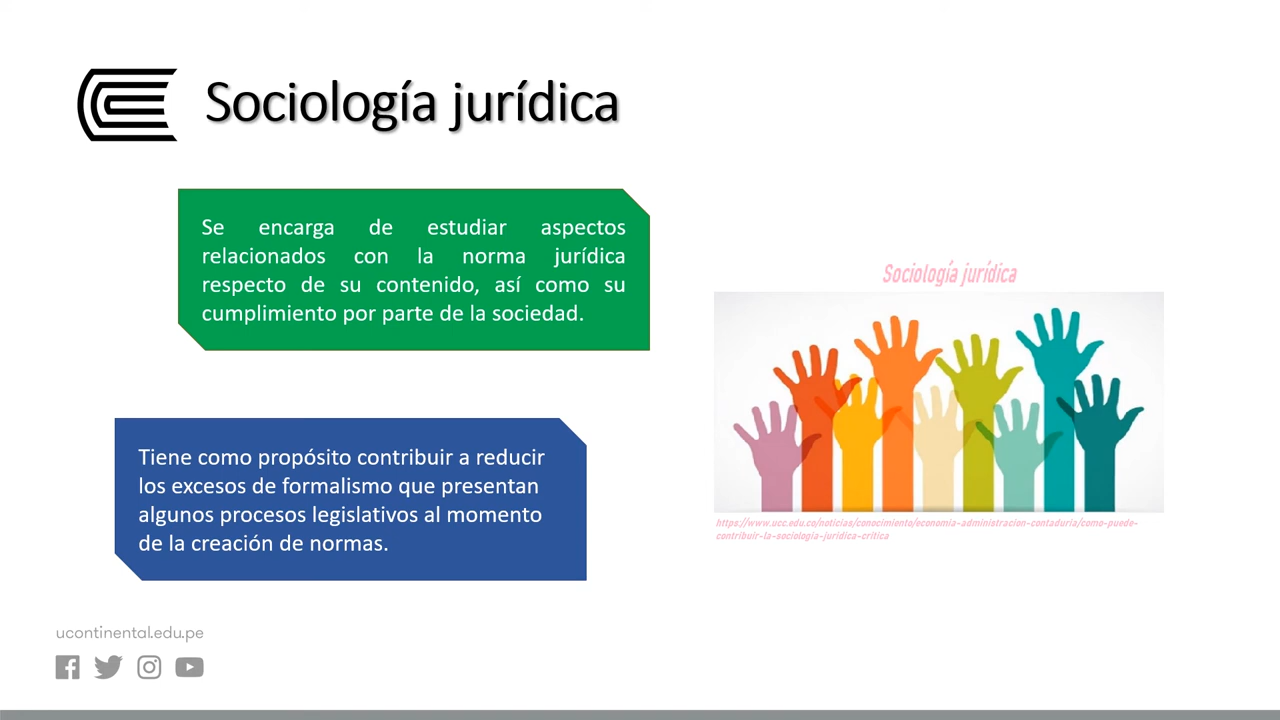 Sociología jurídica
Se encarga de estudiar aspectos
relacionados con la norma jurídica
respecto de su contenido, así como su
cumplimiento por parte de la sociedad.
Tiene como propósito contribuir a reducir
los excesos de formalismo que presentan
algunos procesos legislativos al momento
de la creación de normas.
Sociología jurídica
https://www.ucc.edu.co/noticias/conocimiento/economia-administracion-contaduria/como-puede-
contribuir-la-sociologia-juridica-critica
ucontinental.edu.pe